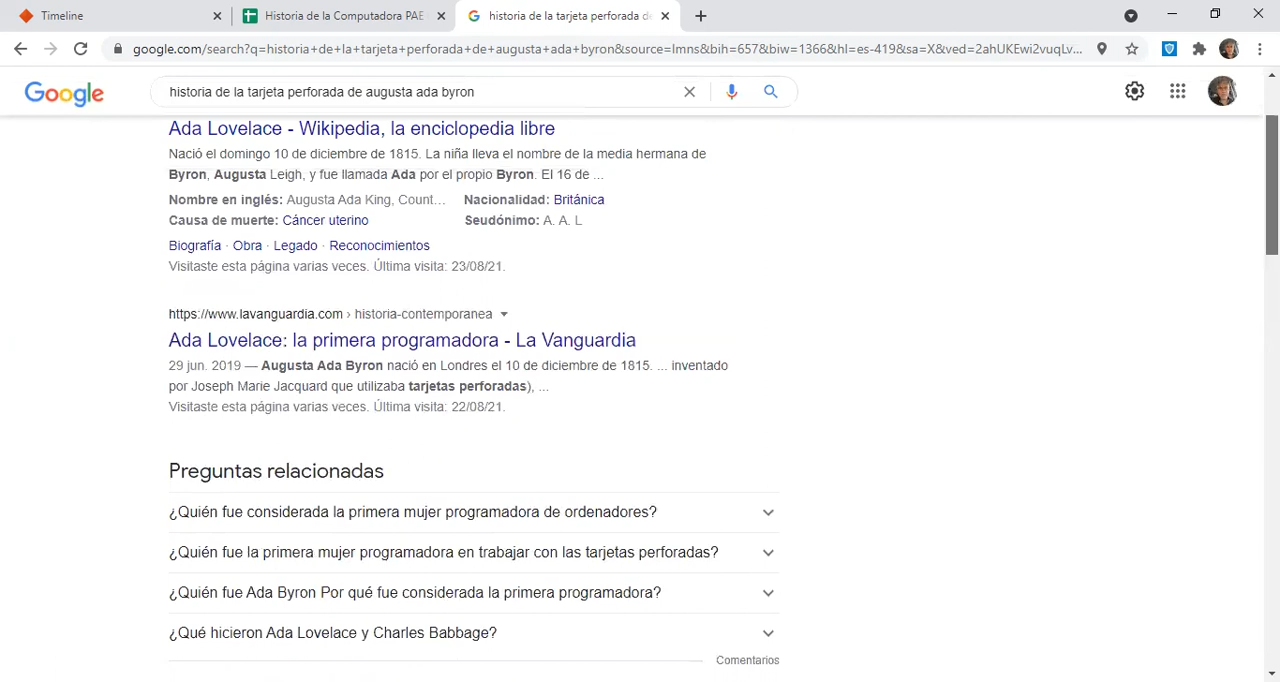 Timeline
Historia de la Computadora PAE
historia de la tarjeta perforada de
google.com/search?q=historia+de+la+tarjeta+perforada+de+augusta+ada+byron&source=lmns&bih=657&biw=1366&hl=es-419&sa=X&ved=2ahUKEwi2vuqLv...
Google
historia de la tarjeta perforada de augusta ada byron
Ada Lovelace - Wikipedia, la enciclopedia libre
Nació el domingo 10 de diciembre de 1815. La niña lleva el nombre de la media hermana de
Byron, Augusta Leigh, y fue llamada Ada por el propio Byron. El 16 de ...
Nombre en inglés: Augusta Ada King, Count... Nacionalidad: Británica
Causa de muerte: Cáncer uterino Seudónimo: A. A. L
Biografía · Obra · Legado · Reconocimientos
Visitaste esta página varias veces. Última visita: 23/08/21.
https://www.lavanguardia.com › historia-contemporanea
Ada Lovelace: la primera programadora - La Vanguardia
29 jun. 2019 — Augusta Ada Byron nació en Londres el 10 de diciembre de 1815. ... inventado
por Joseph Marie Jacquard que utilizaba tarjetas perforadas), ...
Visitaste esta página varias veces. Última visita: 22/08/21.
Preguntas relacionadas
¿Quién fue considerada la primera mujer programadora de ordenadores?
¿Quién fue la primera mujer programadora en trabajar con las tarjetas perforadas?
¿Quién fue Ada Byron Por qué fue considerada la primera programadora?
¿Qué hicieron Ada Lovelace y Charles Babbage?
Comentarios